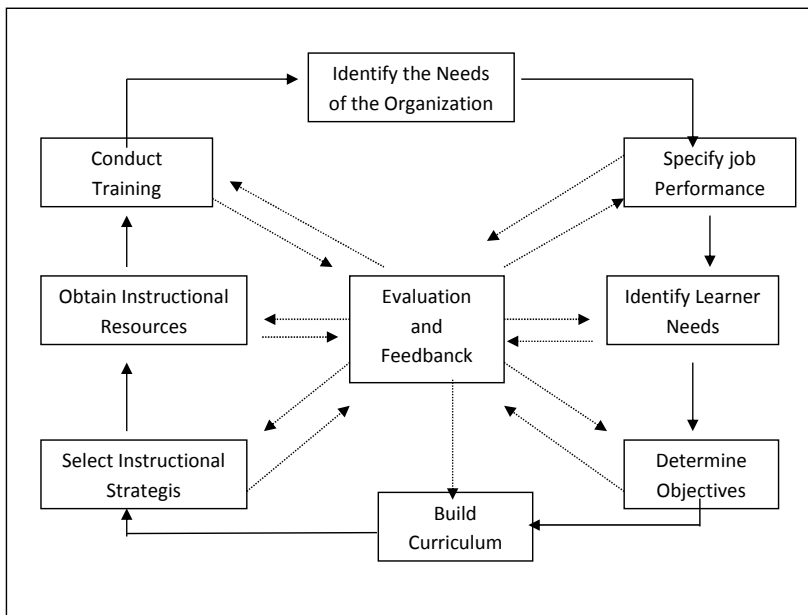 Identify the Needs
of the Organization
Conduct
Training
Specify job
Performance
Obtain Instructional
Resources
Evaluation
and
Feedbanck
Identify Learner
Needs
Select Instructional
Strategis
Determine
Objectives
Build
Curriculum